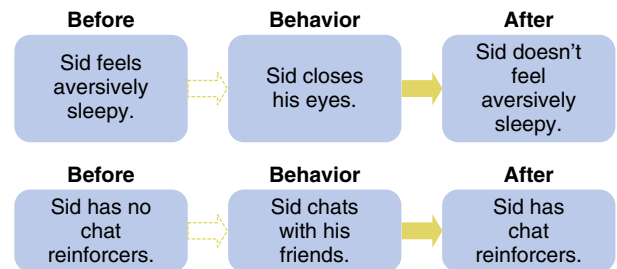 Before
Behavior
After
Sid feels
aversively
sleepy.
Sid closes
his eyes.
Sid doesn’t
feel
aversively
sleepy.
Before
Behavior
After
Sid has no
chat
reinforcers.
Sid chats
with his
friends.
Sid has
chat
reinforcers.